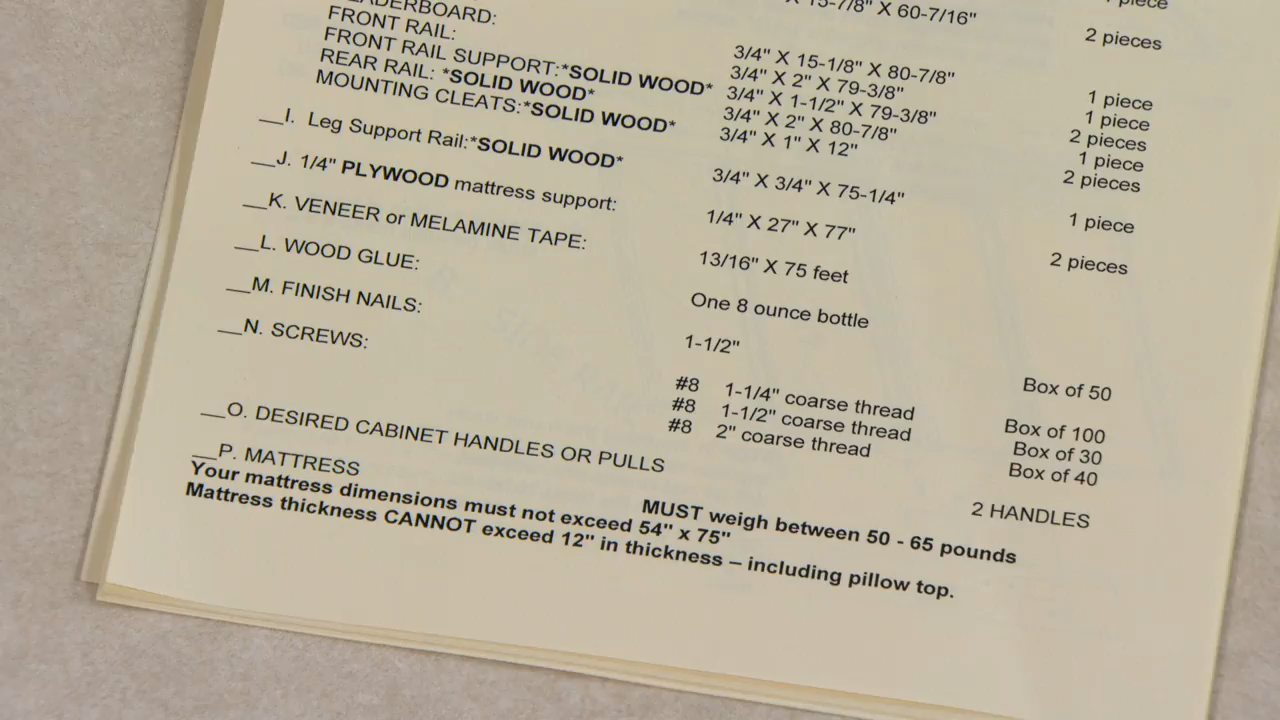 X 15-7/8" X 60-7/16" 2 pieces
3/4" X 15-1/8" X 80-7/8" 1 piece
FRONT RAIL: 3/4" X 2" X 79-3/8" 1 piece
FRONT RAIL SUPPORT:*SOLID WOOD* 3/4" X 1-1/2" X 79-3/8" 2 pieces
REAR RAIL: *SOLID WOOD* 3/4" X 2" X 80-7/8" 1 piece
MOUNTING CLEATS:*SOLID WOOD* 3/4" X 1" X 12" 2 pieces
__I. Leg Support Rail:*SOLID WOOD* 3/4" X 3/4" X 75-1/4" 1 piece
__J. 1/4" PLYWOOD mattress support: 1/4" X 27" X 77" 2 pieces
__K. VENEER or MELAMINE TAPE: 13/16" X 75 feet
__L. WOOD GLUE: One 8 ounce bottle
__M. FINISH NAILS: 1-1/2" Box of 50
__N. SCREWS: #8 1-1/4" coarse thread Box of 100
#8 1-1/2" coarse thread Box of 30
#8 2" coarse thread Box of 40
__O. DESIRED CABINET HANDLES OR PULLS 2 HANDLES
__P. MATTRESS MUST weigh between 50 - 65 pounds
Your mattress dimensions must not exceed 54" x 75"
Mattress thickness CANNOT exceed 12" in thickness – including pillow top.